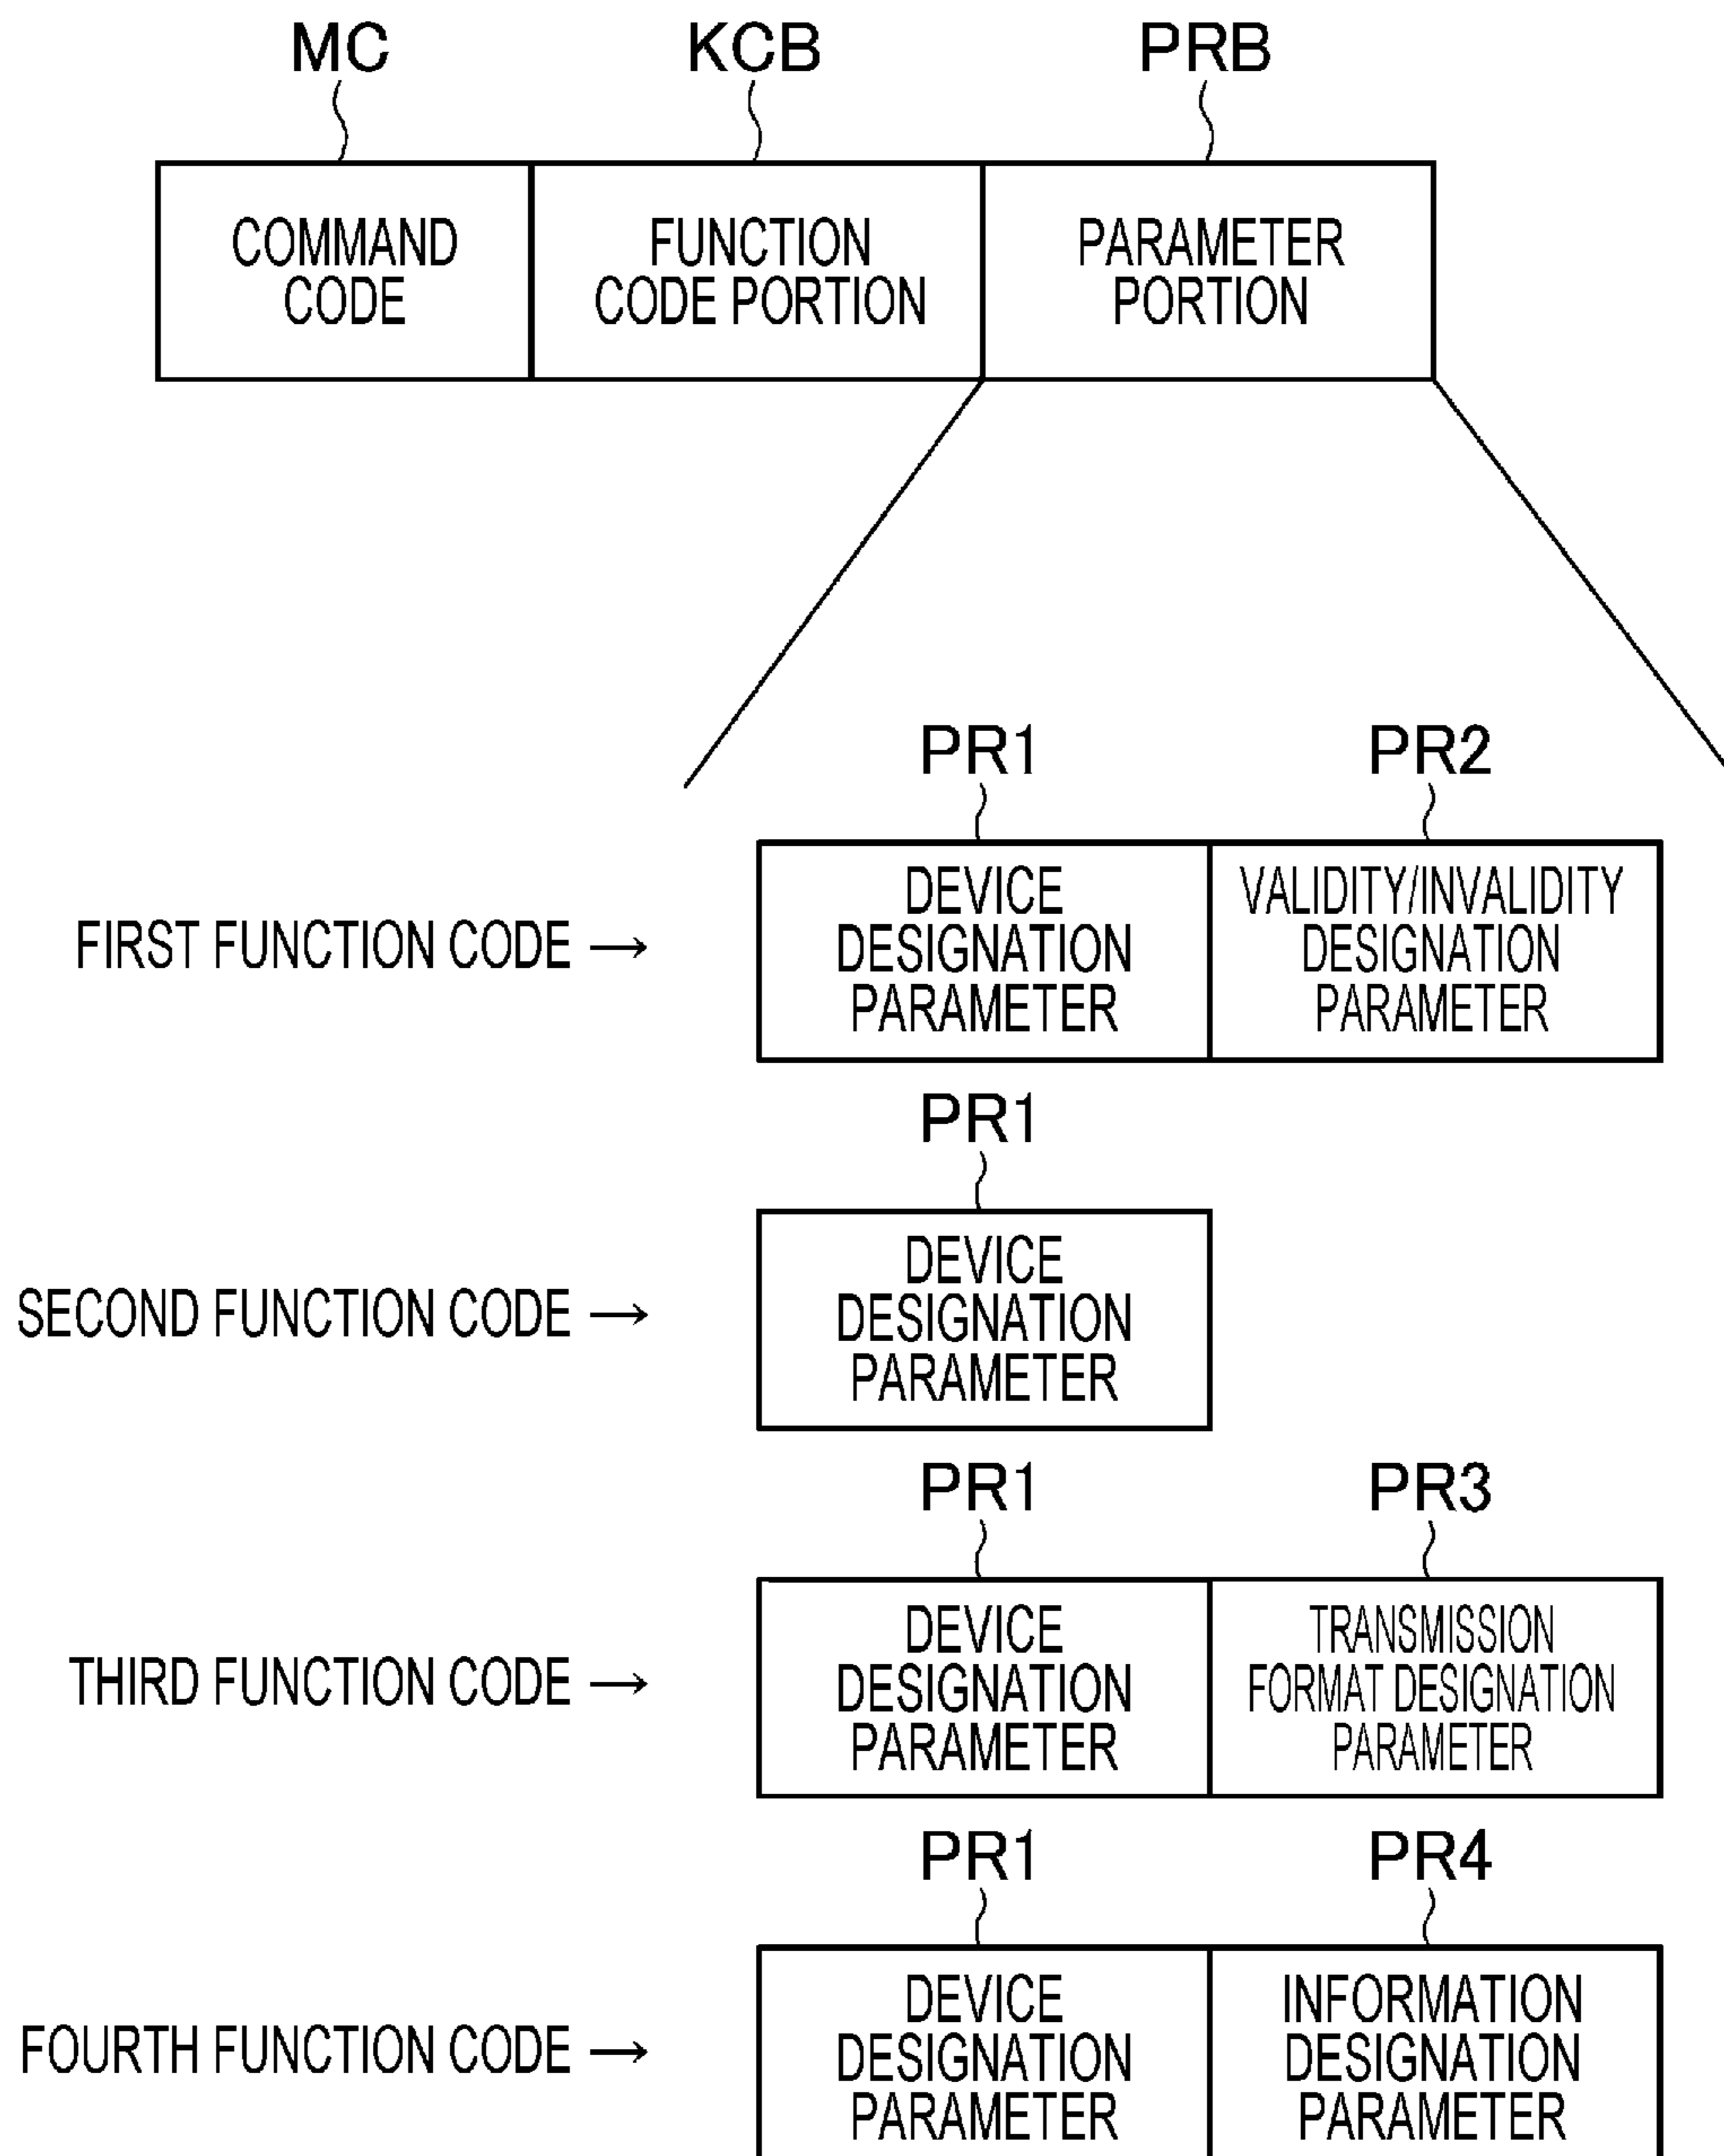 MC KCB PRB
COMMAND CODE
FUNCTION CODE PORTION
PARAMETER PORTION
PR1 PR2
FIRST FUNCTION CODE →
DEVICE
DESIGNATION
PARAMETER
VALIDITY/INVALIDITY
DESIGNATION
PARAMETER
PR1
SECOND FUNCTION CODE →
DEVICE
DESIGNATION
PARAMETER
PR1 PR3
THIRD FUNCTION CODE →
DEVICE
DESIGNATION
PARAMETER
TRANSMISSION
FORMAT DESIGNATION
PARAMETER
PR1 PR4
FOURTH FUNCTION CODE →
DEVICE
DESIGNATION
PARAMETER
INFORMATION
DESIGNATION
PARAMETER